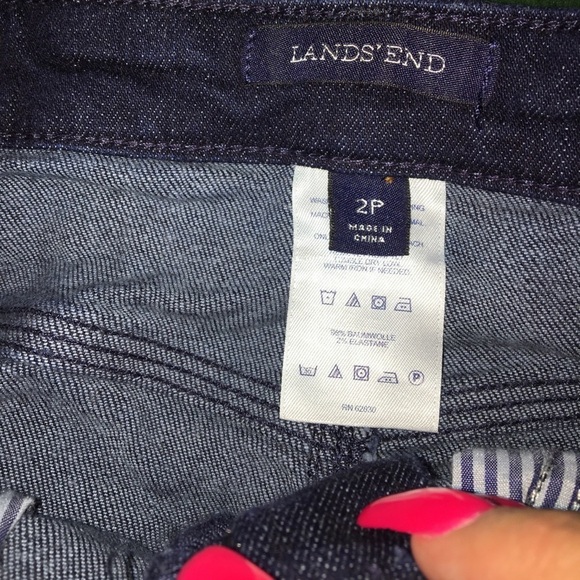 LANDS' END
2P
MADE IN
CHINA
TUMBLE DRY LOW
WARM IRON IF NEEDED
98% BAUMWOLLE
2% ELASTANE
P
RN 62830